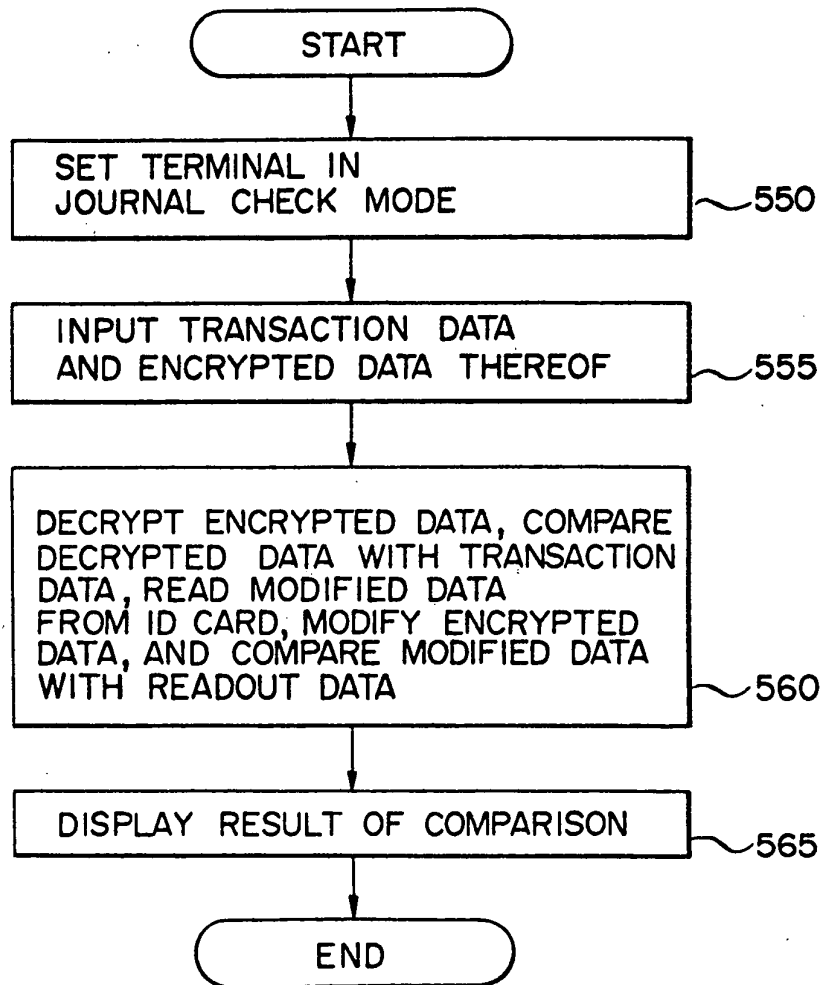 START
SET TERMINAL IN
JOURNAL CHECK MODE
550
INPUT TRANSACTION DATA
AND ENCRYPTED DATA THEREOF
555
DECRYPT ENCRYPTED DATA, COMPARE
DECRYPTED DATA WITH TRANSACTION
DATA, READ MODIFIED DATA
FROM ID CARD, MODIFY ENCRYPTED
DATA, AND COMPARE MODIFIED DATA
WITH READOUT DATA
560
DISPLAY RESULT OF COMPARISON
565
END